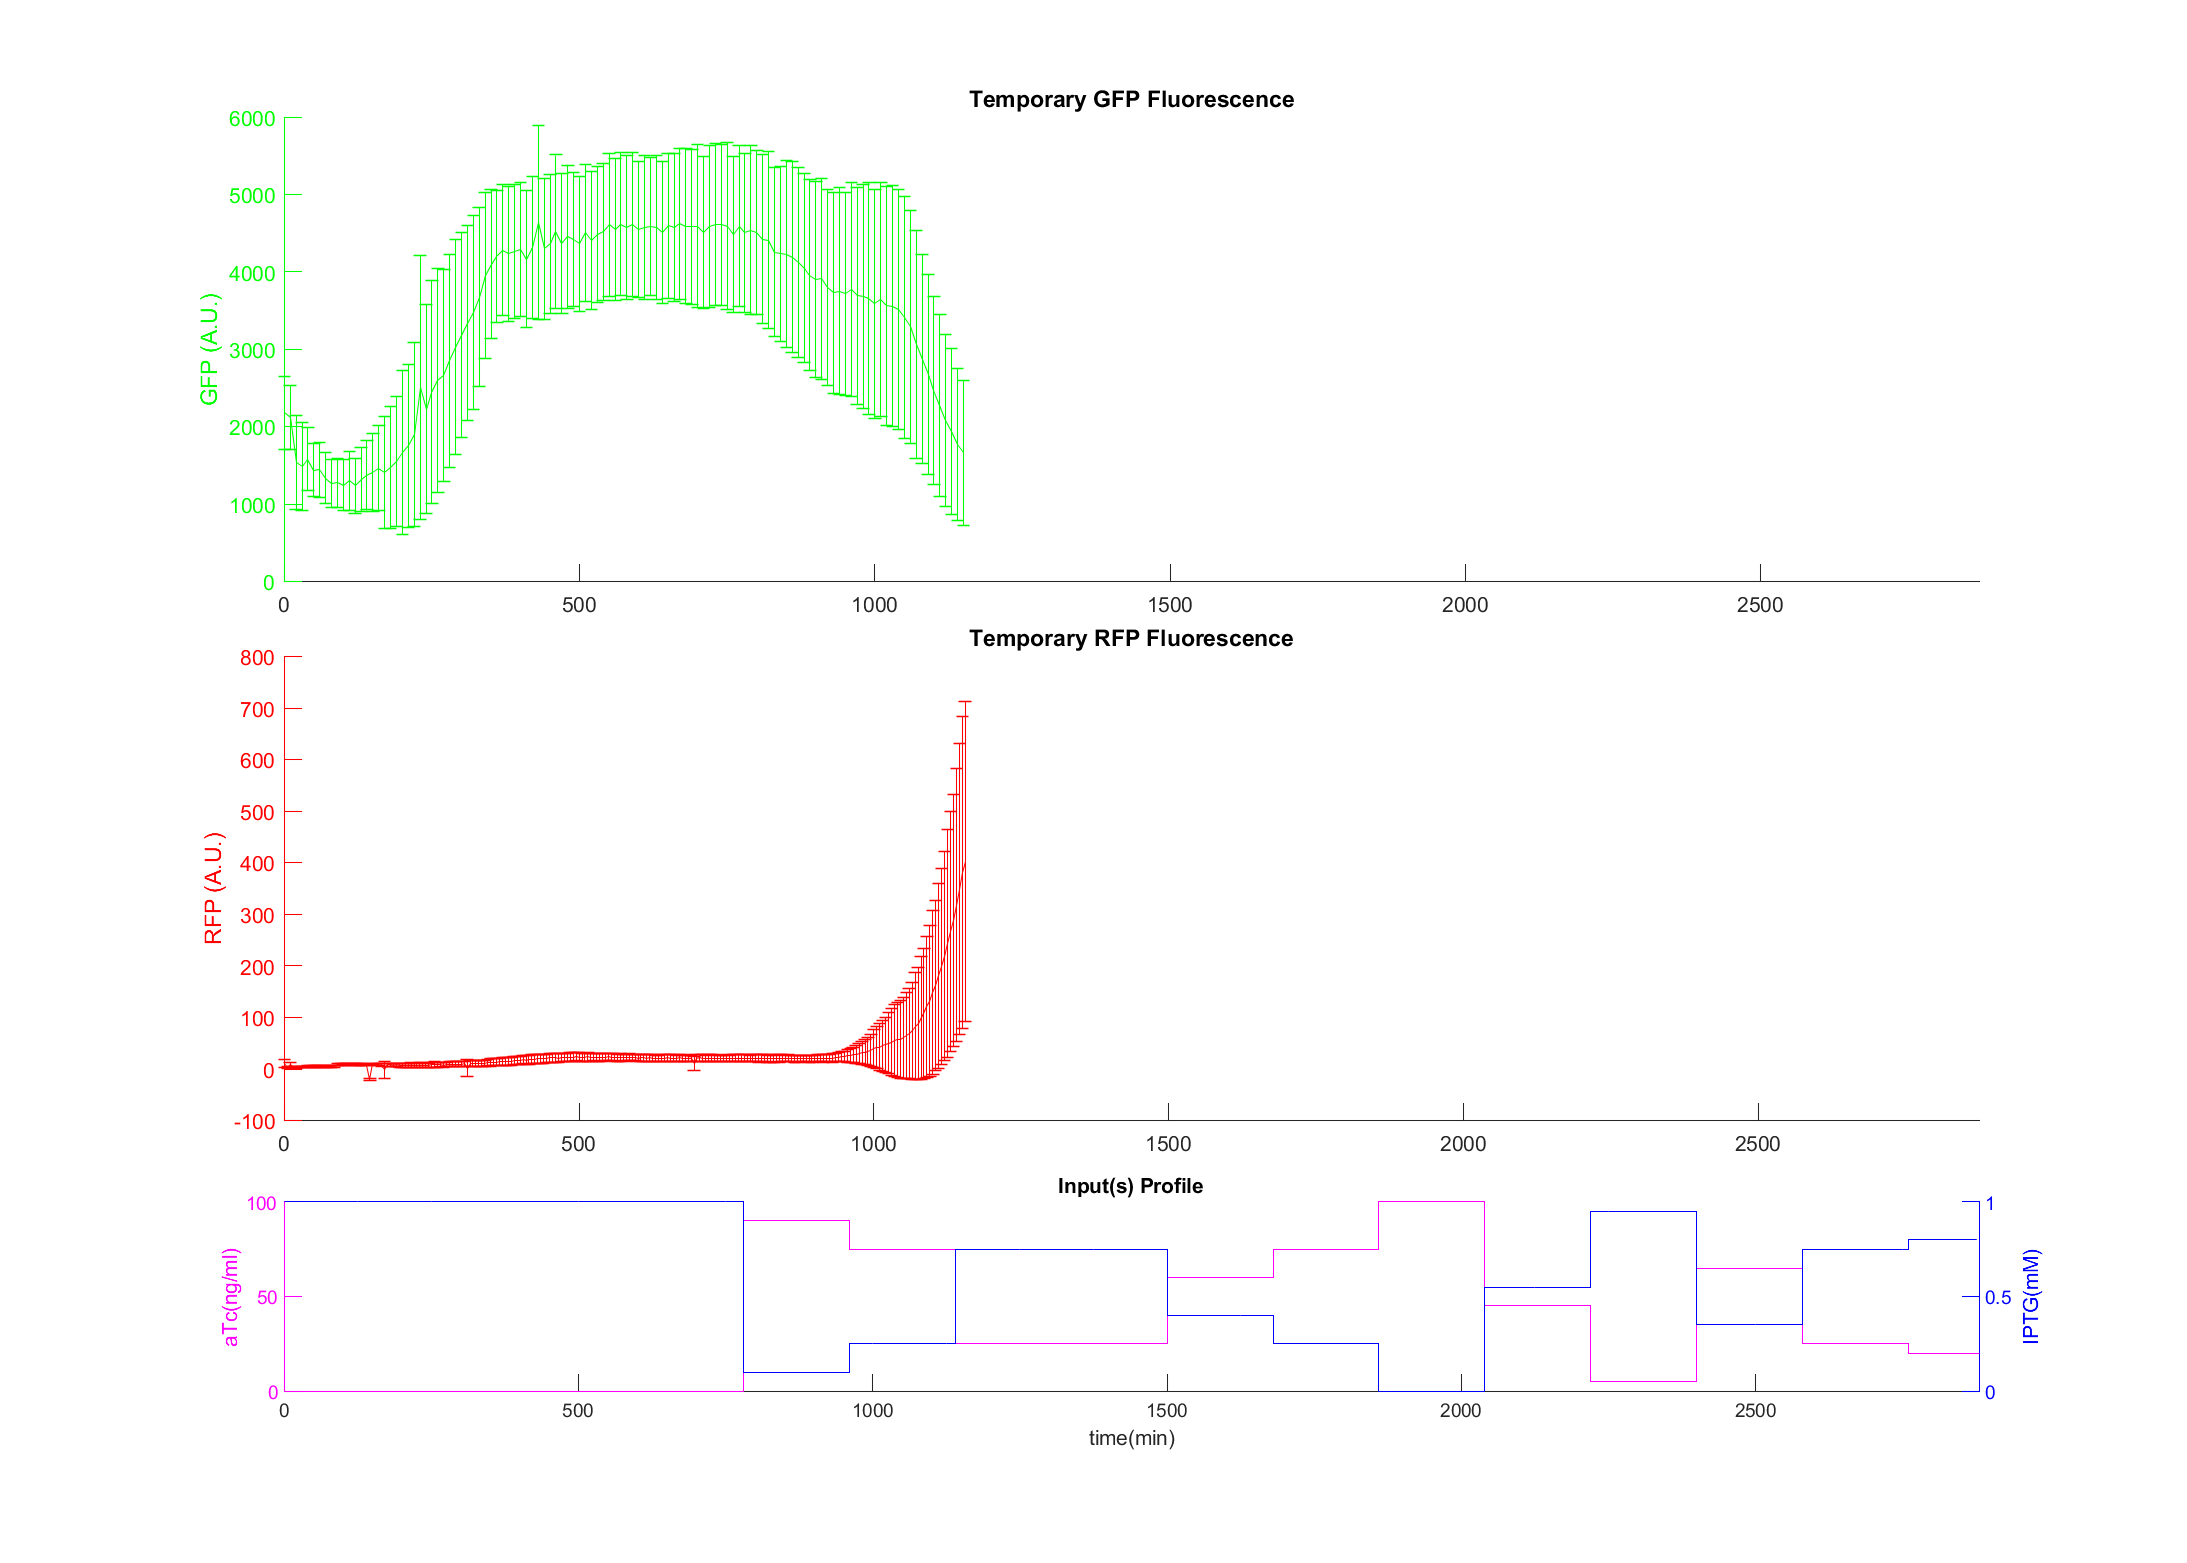 Temporary GFP Fluorescence
GFP (A.U.)
6000
5000
4000
3000
2000
1000
0
0 500 1000 1500 2000 2500
Temporary RFP Fluorescence
RFP (A.U.)
800
700
600
500
400
300
200
100
0
-100
0 500 1000 1500 2000 2500
Input(s) Profile
aTc(ng/ml)
100
50
0
1
0.5
0
IPTG(mM)
0 500 1000 1500 2000 2500
time(min)